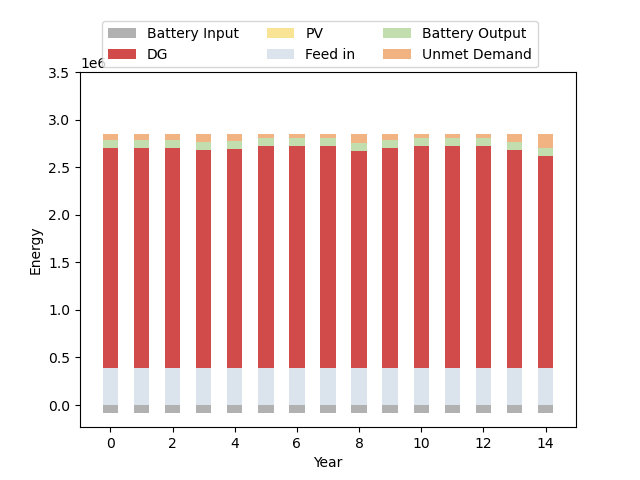 Battery Input PV Battery Output
DG Feed in Unmet Demand
1e6
3.5
3.0
2.5
2.0
1.5
1.0
0.5
0.0
Energy
0 2 4 6 8 10 12 14
Year